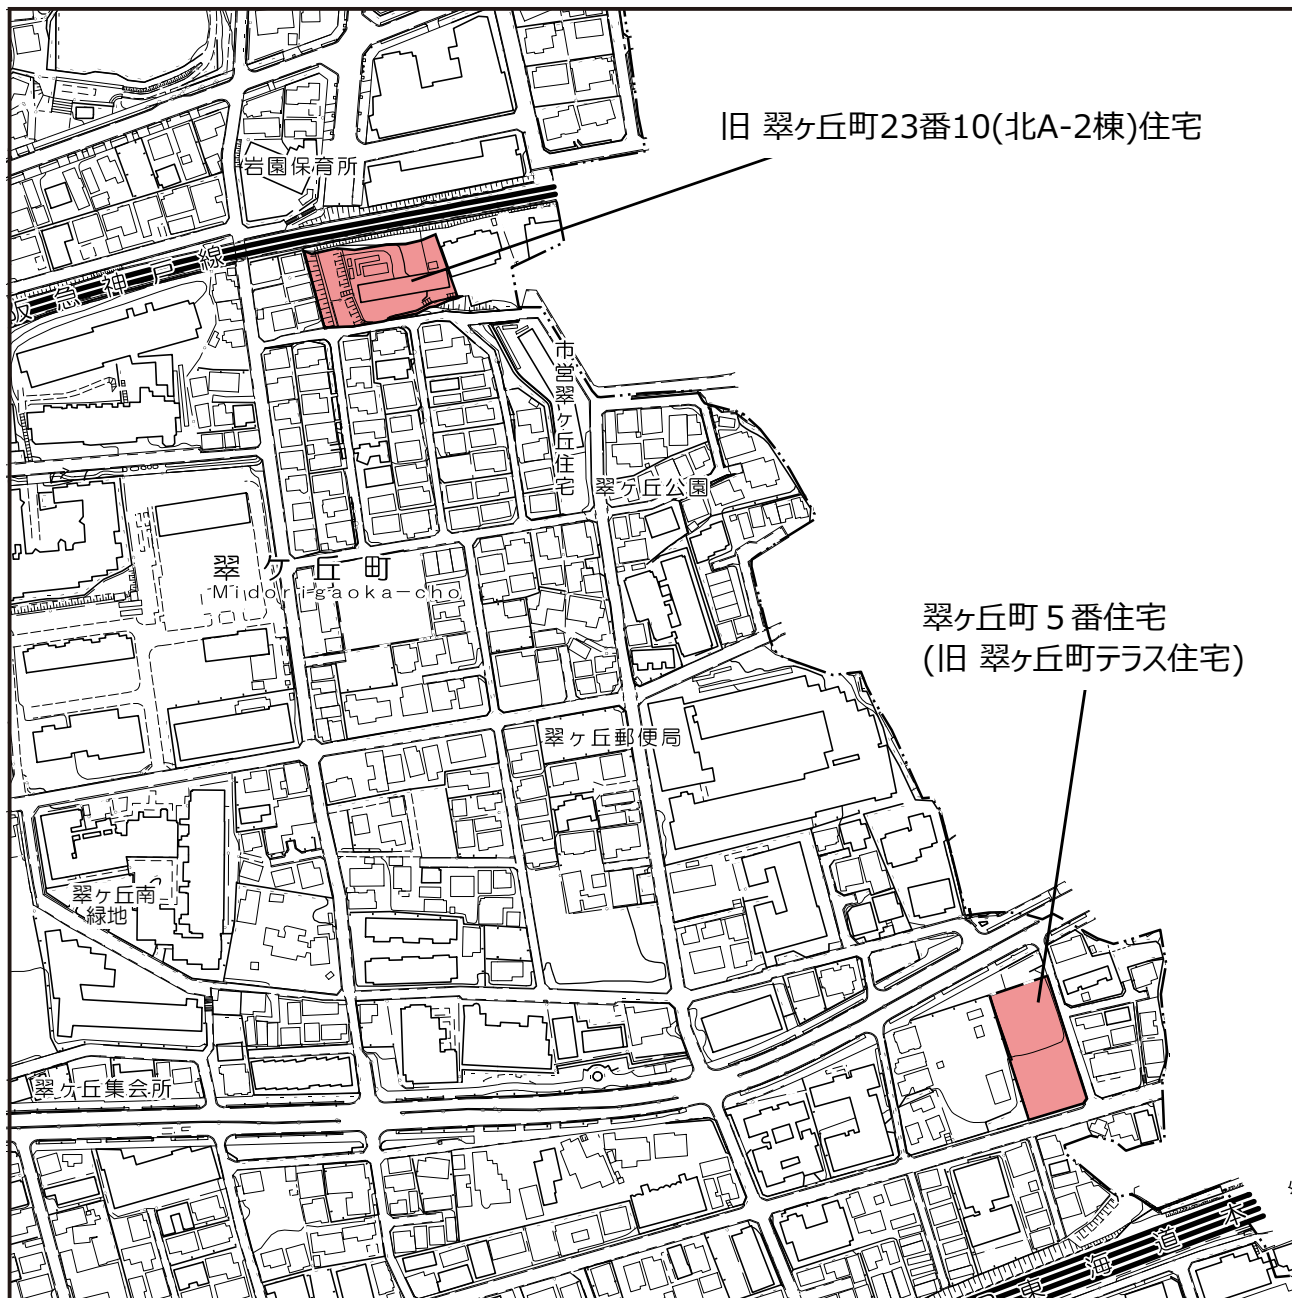 旧 翠ヶ丘町23番10(北A-2棟)住宅
岩園保育所
阪急神戸線
市営翠ヶ丘住宅
翠ヶ丘公園
翠ケ丘町
Midorigaoka-cho
翠ヶ丘町５番住宅
(旧 翠ヶ丘町テラス住宅)
翠ヶ丘郵便局
翠ヶ丘南
緑地
翠ヶ丘集会所
東海道本